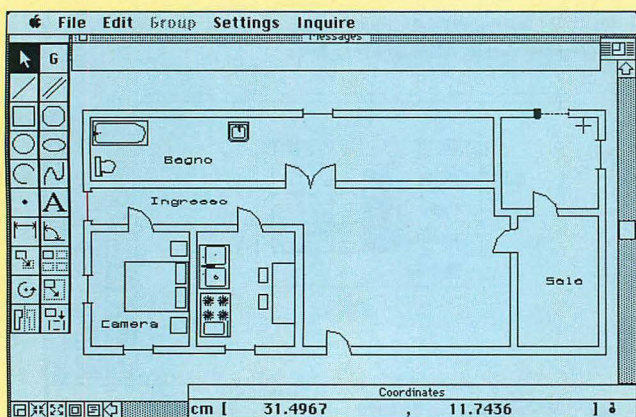 File Edit Group Settings Inquire
Messages
G
A
Bagno
Ingresso
Camera
Sala
Coordinates
cm [ 31.4967 , 11.7436 ]